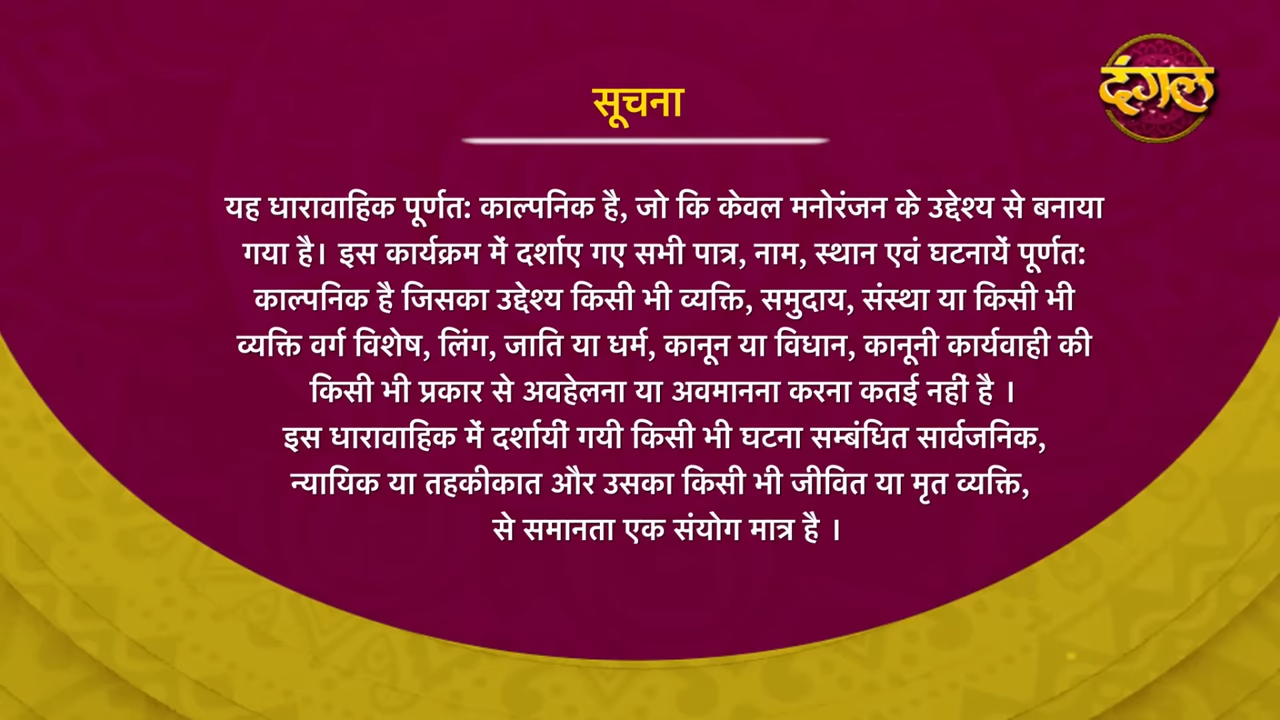 दंगल
सूचना
यह धारावाहिक पूर्णत: काल्पनिक है, जो कि केवल मनोरंजन के उद्देश्य से बनाया
गया है। इस कार्यक्रम में दर्शाए गए सभी पात्र, नाम, स्थान एवं घटनायें पूर्णत:
काल्पनिक है जिसका उद्देश्य किसी भी व्यक्ति, समुदाय, संस्था या किसी भी
व्यक्ति वर्ग विशेष, लिंग, जाति या धर्म, कानून या विधान, कानूनी कार्यवाही की
किसी भी प्रकार से अवहेलना या अवमानना करना कतई नहीं है ।
इस धारावाहिक में दर्शायीं गयी किसी भी घटना सम्बंधित सार्वजनिक,
न्यायिक या तहकीकात और उसका किसी भी जीवित या मृत व्यक्ति,
से समानता एक संयोग मात्र है ।